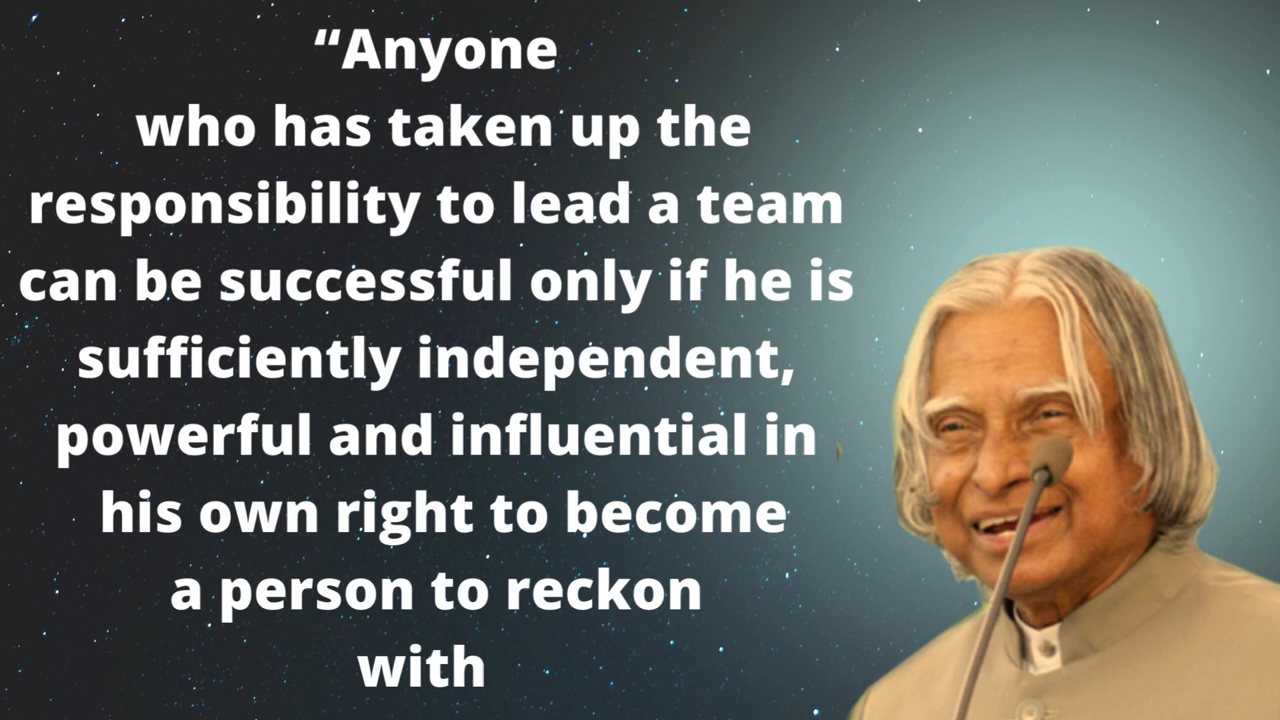 “Anyone
who has taken up the
responsibility to lead a team
can be successful only if he is
sufficiently independent,
powerful and influential in
his own right to become
a person to reckon
with